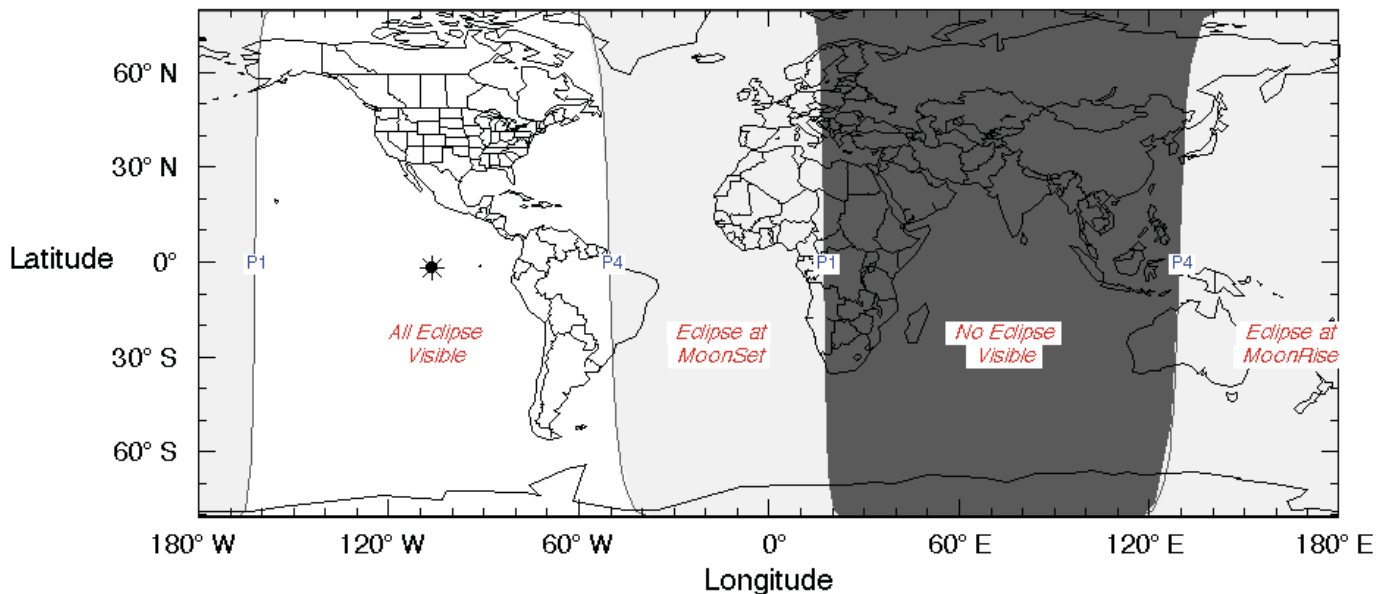 60° N
30° N
Latitude
0°
P1
P4
P1
P4
All Eclipse
Visible
Eclipse at
MoonSet
No Eclipse
Visible
Eclipse at
MoonRise
30° S
60° S
180° W
120° W
60° W
0°
60° E
120° E
180° E
Longitude